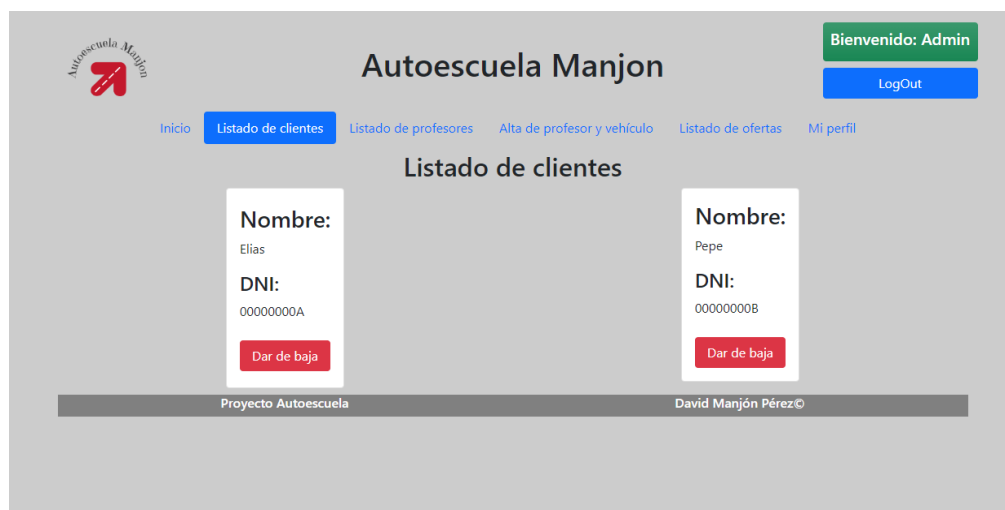 Autoescuela Manjon
Autoescuela Manjon
Bienvenido: Admin
LogOut
Inicio Listado de clientes Listado de profesores Alta de profesor y vehículo Listado de ofertas Mi perfil
Listado de clientes
Nombre:
Elias
DNI:
00000000A
Dar de baja
Nombre:
Pepe
DNI:
00000000B
Dar de baja
Proyecto Autoescuela David Manjón Pérez©